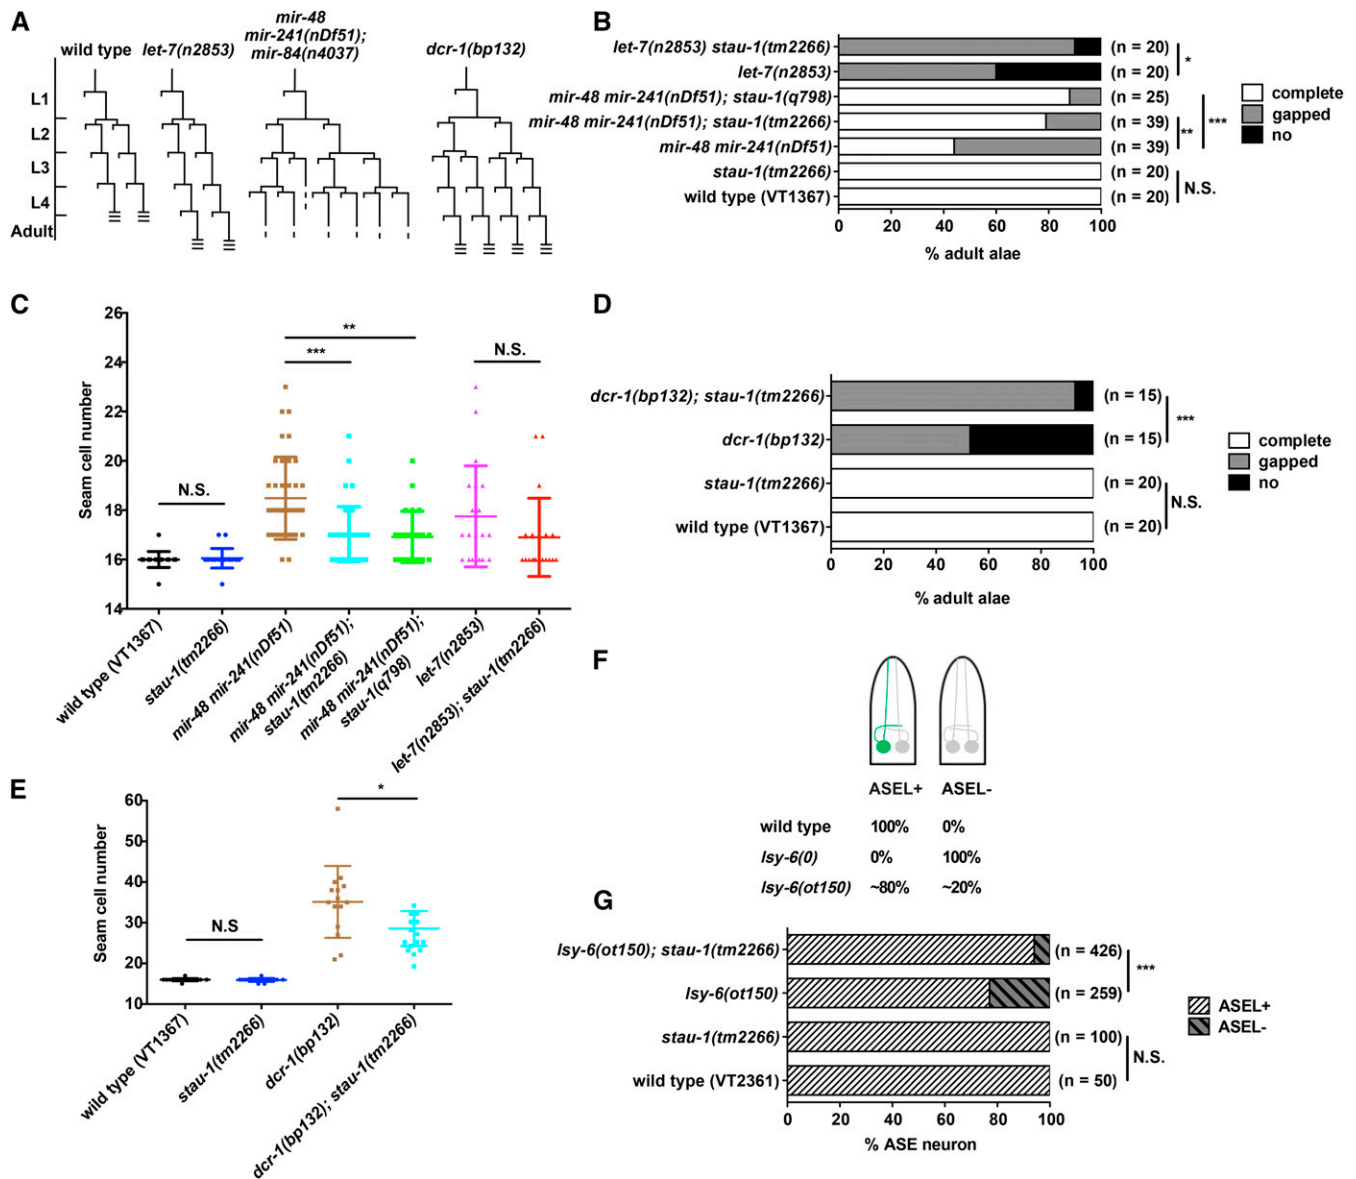 A
wild type
let-7(n2853)
mir-48
mir-241(nDf51);
mir-84(n4037)
dcr-1(bp132)
L1
L2
L3
L4
Adult
B
let-7(n2853) stau-1(tm2266)
(n = 20)
*
let-7(n2853)
(n = 20)
mir-48 mir-241(nDf51); stau-1(q798)
(n = 25)
mir-48 mir-241(nDf51); stau-1(tm2266)
(n = 39)
**
***
mir-48 mir-241(nDf51)
(n = 39)
stau-1(tm2266)
(n = 20)
N.S.
wild type (VT1367)
(n = 20)
0 20 40 60 80 100
% adult alae
complete
gapped
no
C
Seam cell number
26
24
22
20
18
16
14
N.S.
***
**
N.S.
wild type (VT1367)
stau-1(tm2266)
mir-48 mir-241(nDf51)
mir-48 mir-241(nDf51);
stau-1(tm2266)
mir-48 mir-241(nDf51);
stau-1(q798)
let-7(n2853)
let-7(n2853); stau-1(tm2266)
D
dcr-1(bp132); stau-1(tm2266)
(n = 15)
***
dcr-1(bp132)
(n = 15)
stau-1(tm2266)
(n = 20)
N.S.
wild type (VT1367)
(n = 20)
0 20 40 60 80 100
% adult alae
complete
gapped
no
E
Seam cell number
60
50
40
30
20
10
N.S
*
wild type (VT1367)
stau-1(tm2266)
dcr-1(bp132)
dcr-1(bp132); stau-1(tm2266)
F
ASEL+ ASEL-
wild type 100% 0%
lsy-6(0) 0% 100%
lsy-6(ot150) ~80% ~20%
G
lsy-6(ot150); stau-1(tm2266)
(n = 426)
***
lsy-6(ot150)
(n = 259)
stau-1(tm2266)
(n = 100)
N.S.
wild type (VT2361)
(n = 50)
0 20 40 60 80 100
% ASE neuron
ASEL+
ASEL-